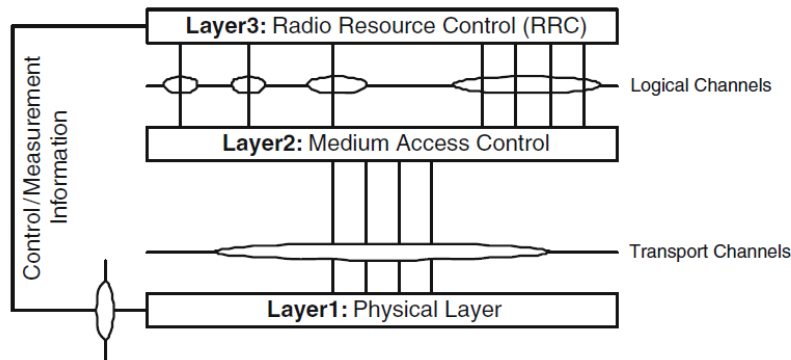 Layer3: Radio Resource Control (RRC)
Logical Channels
Layer2: Medium Access Control
Control/Measurement
Information
Transport Channels
Layer1: Physical Layer